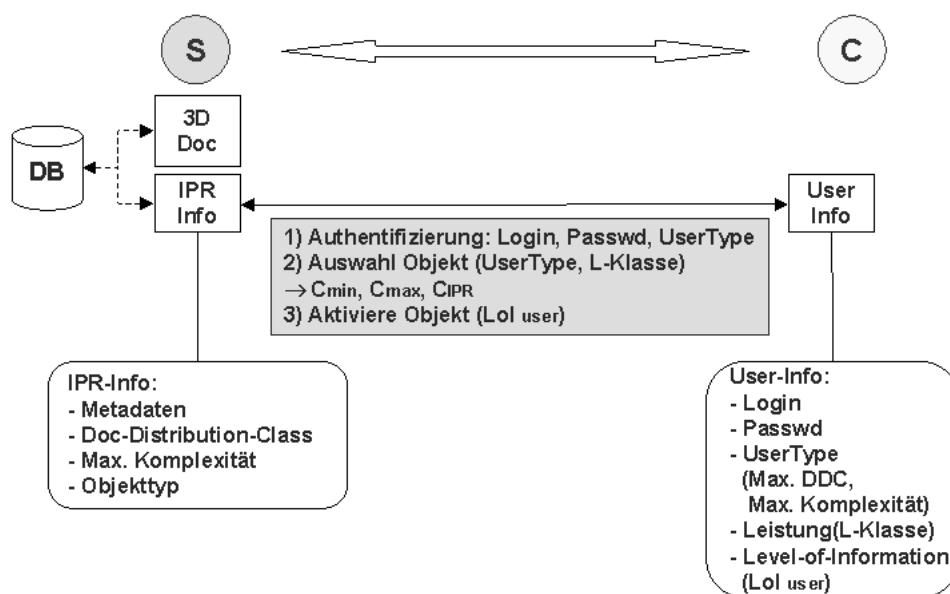 S
C
3D
Doc
DB
IPR
Info
User
Info
1) Authentifizierung: Login, Passwd, UserType
2) Auswahl Objekt (UserType, L-Klasse)
→ Cmin, Cmax, CIPR
3) Aktiviere Objekt (LoI user)
IPR-Info:
- Metadaten
- Doc-Distribution-Class
- Max. Komplexität
- Objekttyp
User-Info:
- Login
- Passwd
- UserType
(Max. DDC,
Max. Komplexität)
- Leistung(L-Klasse)
- Level-of-Information
(LoI user)